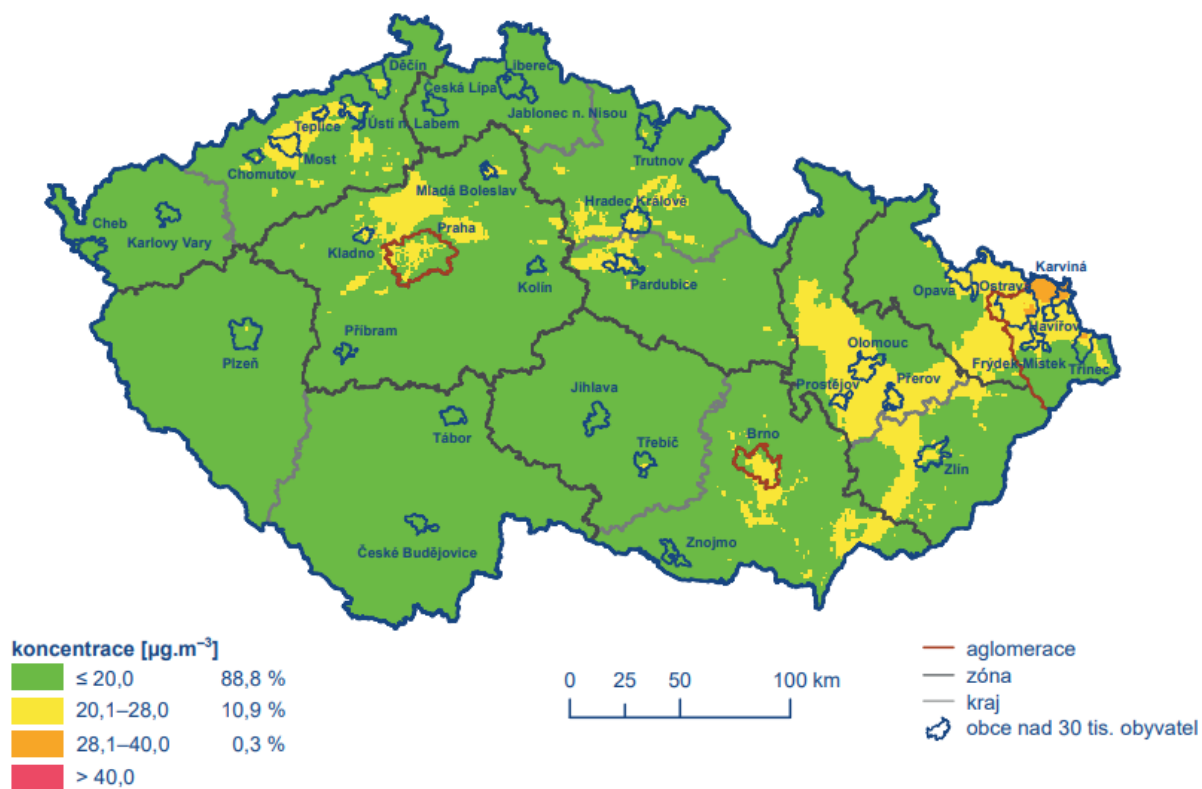 Děčín
Liberec
Česká Lípa
Jablonec n. Nisou
Teplice
Ústí n. Labem
Most
Chomutov
Trutnov
Mladá Boleslav
Hradec Králové
Cheb
Karlovy Vary
Kladno
Praha
Kolín
Pardubice
Opava
Ostrava
Karviná
Havířov
Frýdek-Místek
Třinec
Plzeň
Příbram
Olomouc
Prostějov
Přerov
Jihlava
Tábor
Třebíč
Brno
Zlín
České Budějovice
Znojmo
koncentrace [µg.m⁻³]
≤ 20,0 88,8 %
20,1–28,0 10,9 %
28,1–40,0 0,3 %
> 40,0
0 25 50 100 km
aglomerace
zóna
kraj
obce nad 30 tis. obyvatel